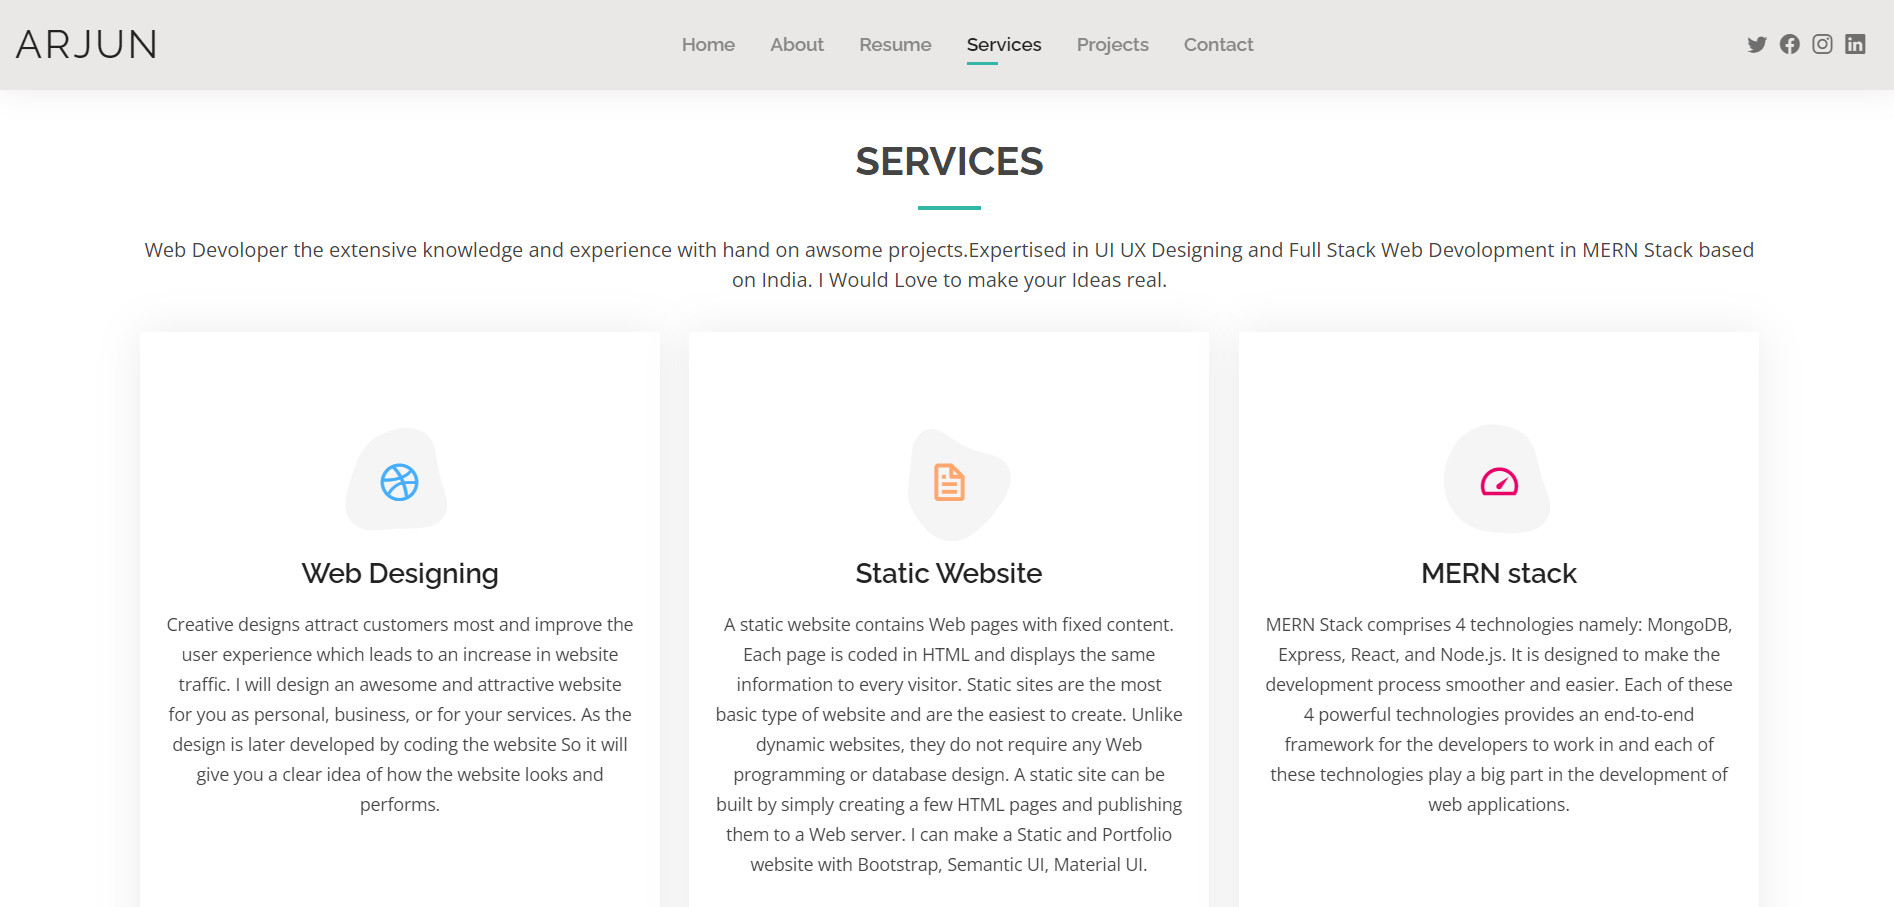 ARJUN
Home About Resume Services Projects Contact
SERVICES
Web Devoloper the extensive knowledge and experience with hand on awsome projects.Expertised in UI UX Designing and Full Stack Web Devolopment in MERN Stack based
on India. I Would Love to make your Ideas real.
Web Designing
Creative designs attract customers most and improve the
user experience which leads to an increase in website
traffic. I will design an awesome and attractive website
for you as personal, business, or for your services. As the
design is later developed by coding the website So it will
give you a clear idea of how the website looks and
performs.
Static Website
A static website contains Web pages with fixed content.
Each page is coded in HTML and displays the same
information to every visitor. Static sites are the most
basic type of website and are the easiest to create. Unlike
dynamic websites, they do not require any Web
programming or database design. A static site can be
built by simply creating a few HTML pages and publishing
them to a Web server. I can make a Static and Portfolio
website with Bootstrap, Semantic UI, Material UI.
MERN stack
MERN Stack comprises 4 technologies namely: MongoDB,
Express, React, and Node.js. It is designed to make the
development process smoother and easier. Each of these
4 powerful technologies provides an end-to-end
framework for the developers to work in and each of
these technologies play a big part in the development of
web applications.